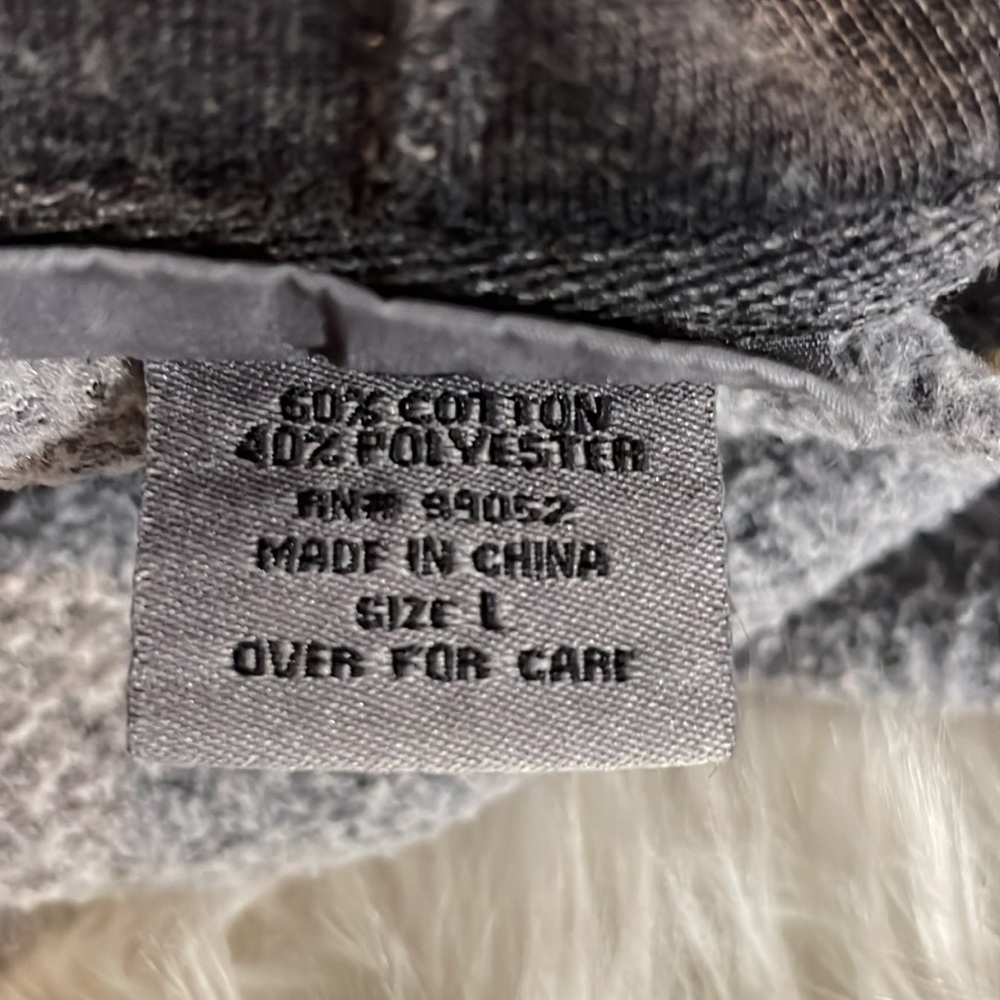 60% COTTON
40% POLYESTER
RN# 99052
MADE IN CHINA
SIZE L
OVER FOR CARE